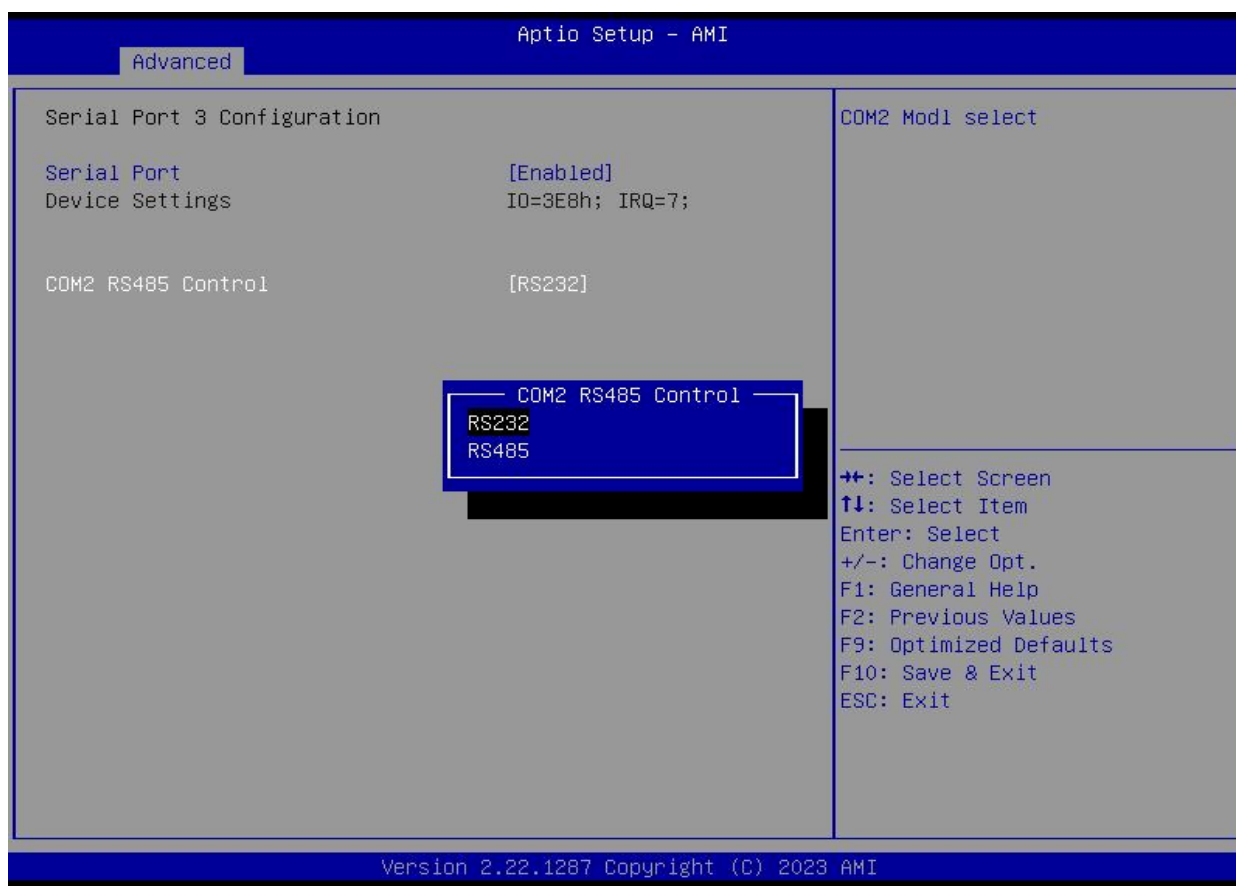 Aptio Setup - AMI
Advanced
Serial Port 3 Configuration
Serial Port [Enabled]
Device Settings IO=3E8h; IRQ=7;
COM2 RS485 Control [RS232]
COM2 RS485 Control
RS232
RS485
COM2 Modl select
→←: Select Screen
↑↓: Select Item
Enter: Select
+/-: Change Opt.
F1: General Help
F2: Previous Values
F9: Optimized Defaults
F10: Save & Exit
ESC: Exit
Version 2.22.1287 Copyright (C) 2023 AMI